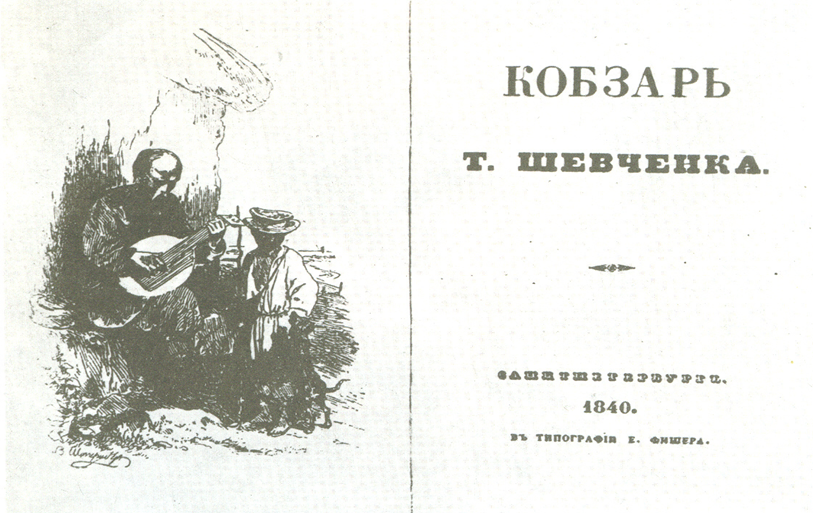 КОБЗАРЬ
Т. ШЕВЧЕНКА.
САНКТПЕТЕРБУРГЪ.
1840.
ВЪ ТИПОГРАФІИ Е. ФИШЕРА.